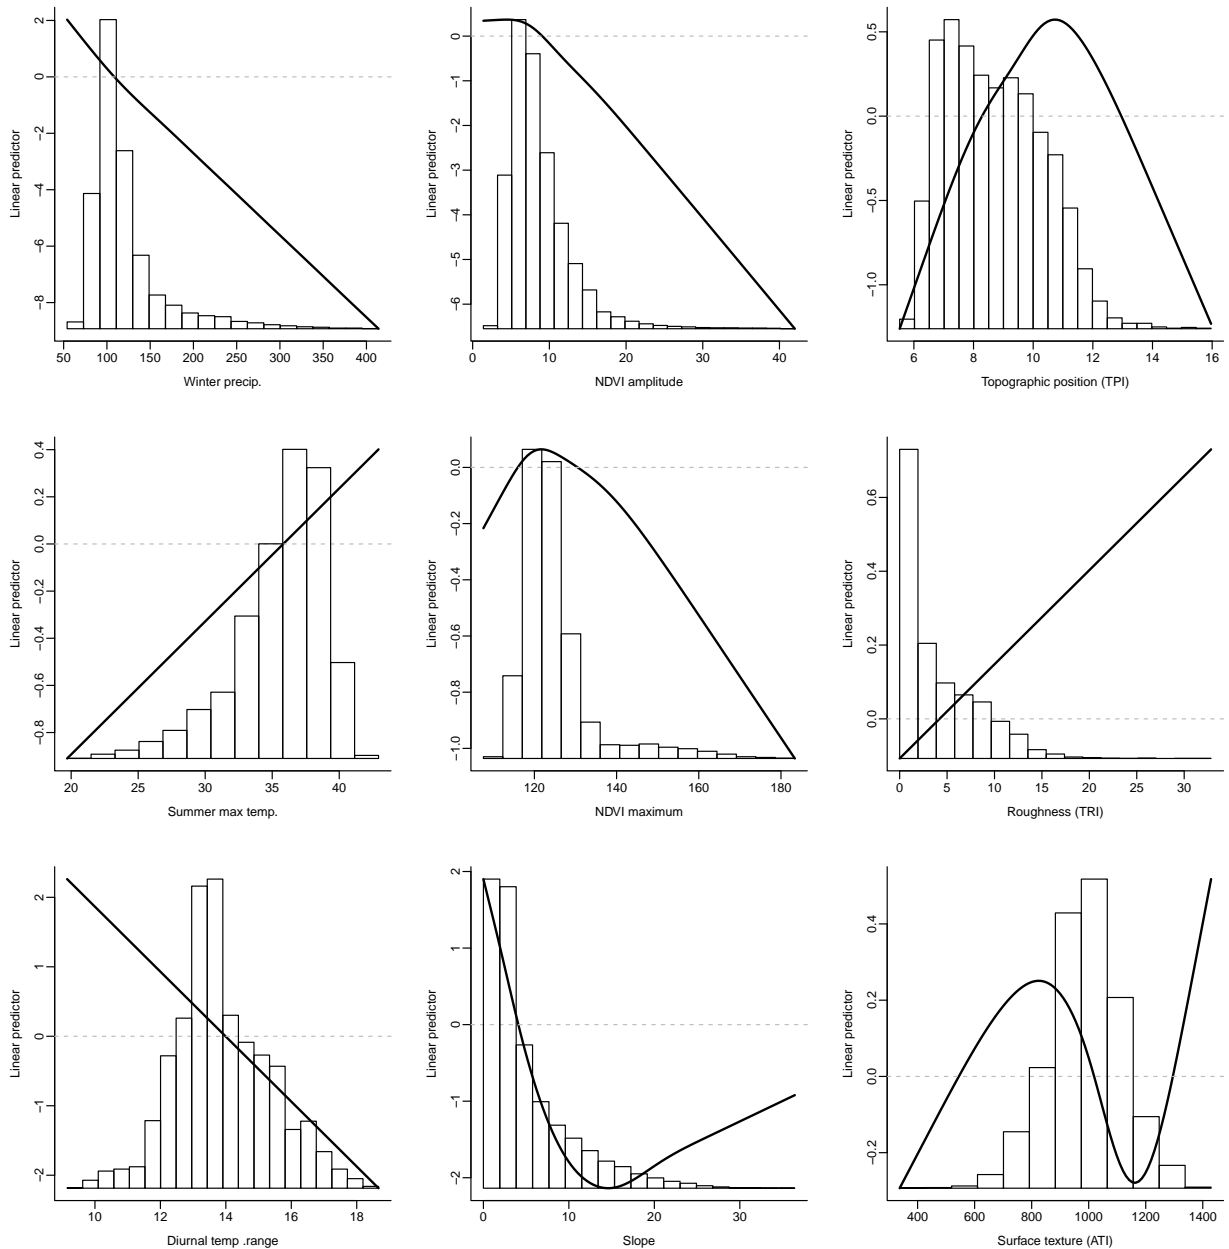 2
0
−2
−4
−6
−8
Linear predictor
50 100 150 200 250 300 350 400
Winter precip.
0
−1
−2
−3
−4
−5
−6
Linear predictor
0 10 20 30 40
NDVI amplitude
0.5
0.0
−0.5
−1.0
Linear predictor
6 8 10 12 14 16
Topographic position (TPI)
0.4
0.2
0.0
−0.2
−0.4
−0.6
−0.8
Linear predictor
20 25 30 35 40
Summer max temp.
0.0
−0.2
−0.4
−0.6
−0.8
−1.0
Linear predictor
120 140 160 180
NDVI maximum
0.6
0.4
0.2
0.0
Linear predictor
0 5 10 15 20 25 30
Roughness (TRI)
2
1
0
−1
−2
Linear predictor
10 12 14 16 18
Diurnal temp .range
2
1
0
−1
−2
Linear predictor
0 10 20 30
Slope
0.4
0.2
0.0
−0.2
Linear predictor
400 600 800 1000 1200 1400
Surface texture (ATI)